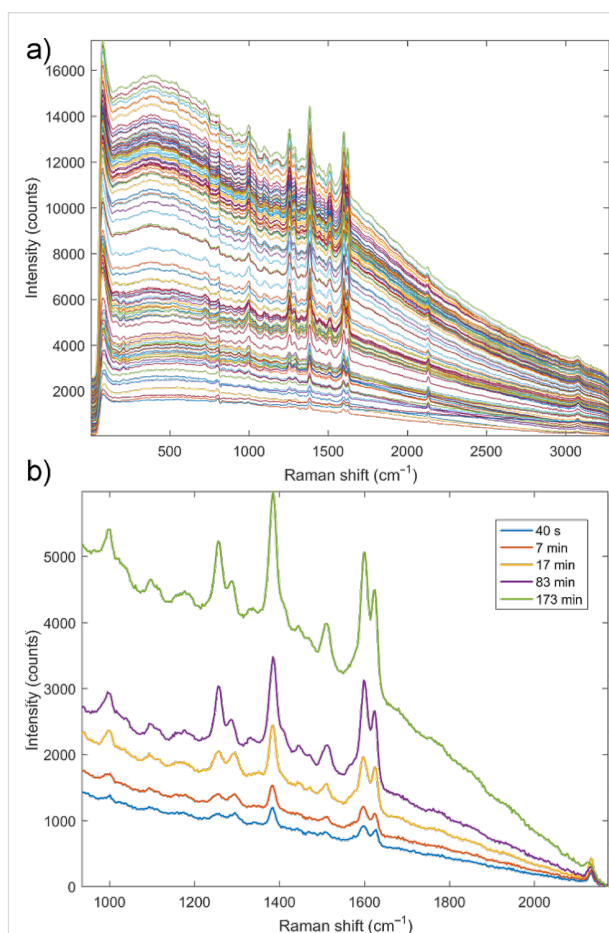 a)
16000
14000
12000
10000
8000
6000
4000
2000
Intensity (counts)
500 1000 1500 2000 2500 3000
Raman shift (cm⁻¹)
b)
5000
4000
3000
2000
1000
0
Intensity (counts)
40 s
7 min
17 min
83 min
173 min
1000 1200 1400 1600 1800 2000
Raman shift (cm⁻¹)